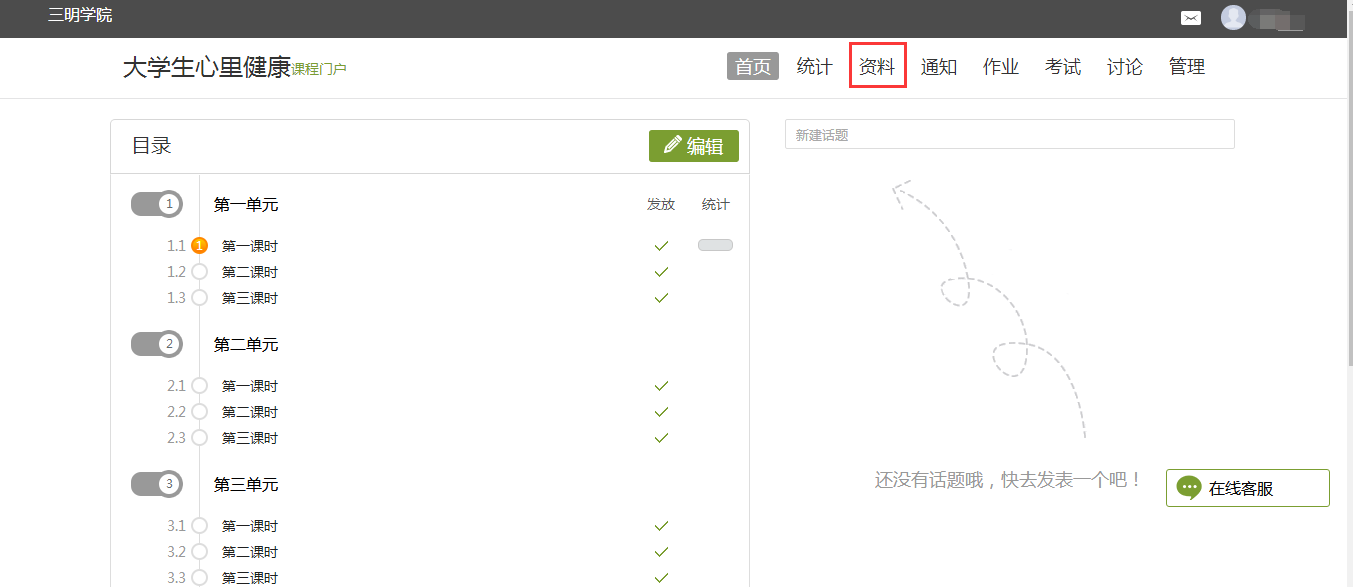 三明学院
大学生心里健康课程门户
首页 统计 资料 通知 作业 考试 讨论 管理
目录
编辑
新建话题
1 第一单元 发放 统计
1.1 1 第一课时
1.2 第二课时
1.3 第三课时
2 第二单元
2.1 第一课时
2.2 第二课时
2.3 第三课时
3 第三单元
3.1 第一课时
3.2 第二课时
3.3 第三课时
还没有话题哦，快去发表一个吧！
在线客服